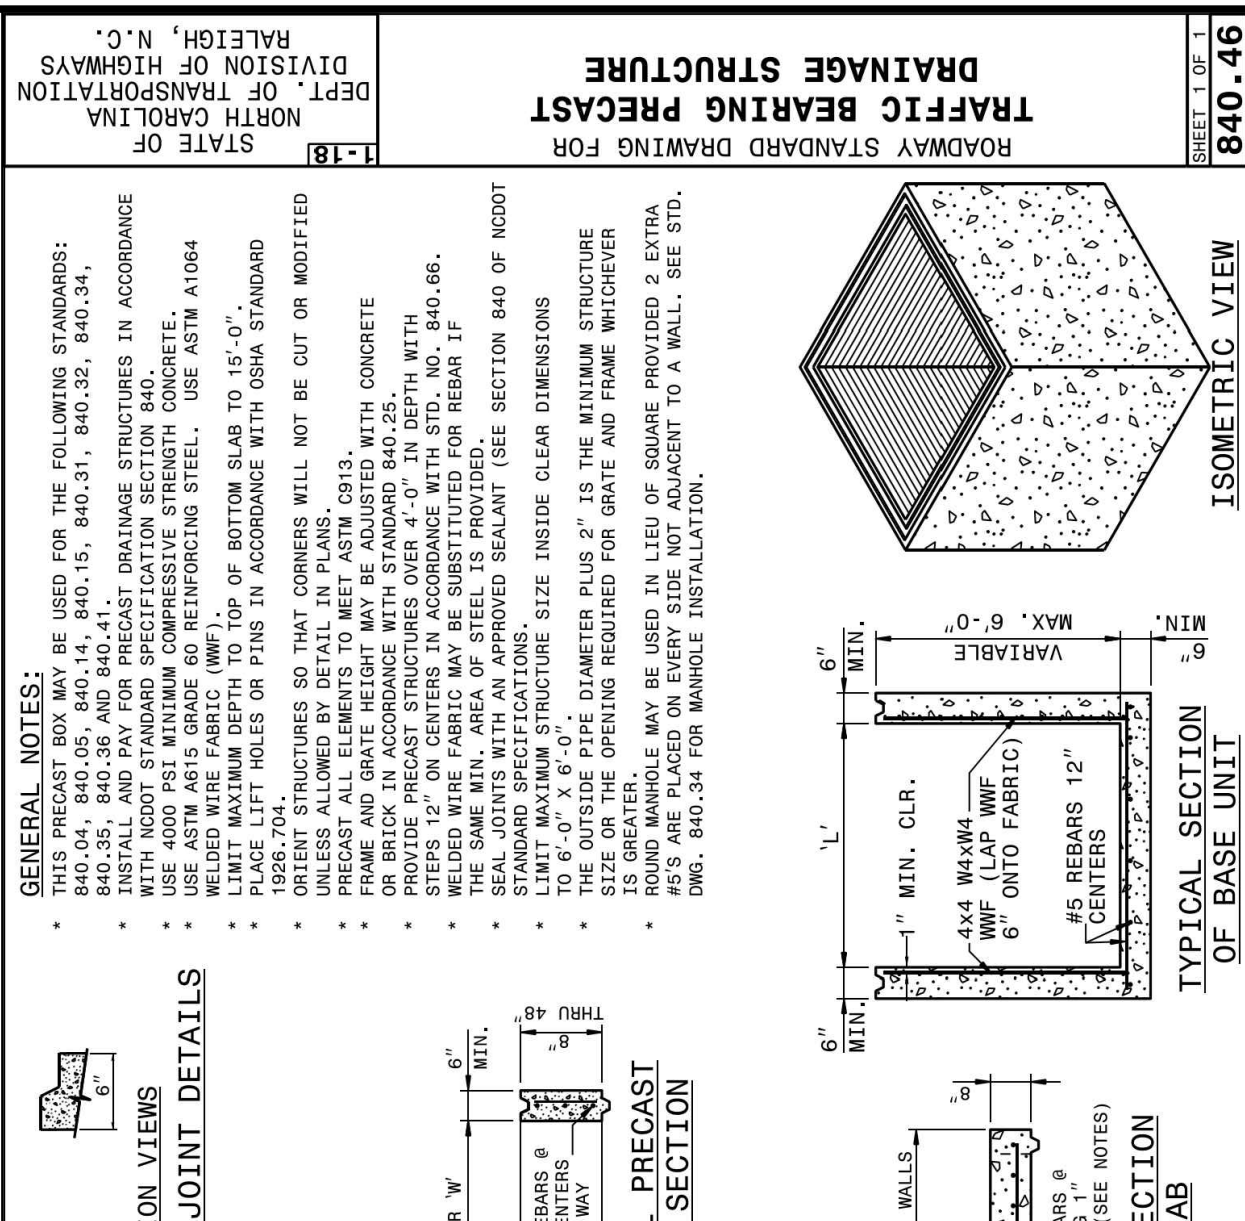 STATE OF
NORTH CAROLINA
DEPT. OF TRANSPORTATION
DIVISION OF HIGHWAYS
RALEIGH, N.C.
1-18
ROADWAY STANDARD DRAWING FOR
TRAFFIC BEARING PRECAST
DRAINAGE STRUCTURE
SHEET 1 OF 1
840.46
GENERAL NOTES:
* THIS PRECAST BOX MAY BE USED FOR THE FOLLOWING STANDARDS:
840.04, 840.05, 840.14, 840.15, 840.31, 840.32, 840.34,
840.35, 840.36 AND 840.41.
* INSTALL AND PAY FOR PRECAST DRAINAGE STRUCTURES IN ACCORDANCE
WITH NCDOT STANDARD SPECIFICATION SECTION 840.
* USE 4000 PSI MINIMUM COMPRESSIVE STRENGTH CONCRETE.
* USE ASTM A615 GRADE 60 REINFORCING STEEL. USE ASTM A1064
WELDED WIRE FABRIC (WWF).
* LIMIT MAXIMUM DEPTH TO TOP OF BOTTOM SLAB TO 15'-0".
* PLACE LIFT HOLES OR PINS IN ACCORDANCE WITH OSHA STANDARD
1926.704.
* ORIENT STRUCTURES SO THAT CORNERS WILL NOT BE CUT OR MODIFIED
UNLESS ALLOWED BY DETAIL IN PLANS.
* PRECAST ALL ELEMENTS TO MEET ASTM C913.
* FRAME AND GRATE HEIGHT MAY BE ADJUSTED WITH CONCRETE
OR BRICK IN ACCORDANCE WITH STANDARD 840.25.
* PROVIDE PRECAST STRUCTURES OVER 4'-0" IN DEPTH WITH
STEPS 12" ON CENTERS IN ACCORDANCE WITH STD. NO. 840.66.
* WELDED WIRE FABRIC MAY BE SUBSTITUTED FOR REBAR IF
THE SAME MIN. AREA OF STEEL IS PROVIDED.
* SEAL JOINTS WITH AN APPROVED SEALANT (SEE SECTION 840 OF NCDOT
STANDARD SPECIFICATIONS.
* LIMIT MAXIMUM STRUCTURE SIZE INSIDE CLEAR DIMENSIONS
TO 6'-0" X 6'-0".
* THE OUTSIDE PIPE DIAMETER PLUS 2" IS THE MINIMUM STRUCTURE
SIZE OR THE OPENING REQUIRED FOR GRATE AND FRAME WHICHEVER
IS GREATER.
* ROUND MANHOLE MAY BE USED IN LIEU OF SQUARE PROVIDED 2 EXTRA
#5'S ARE PLACED ON EVERY SIDE NOT ADJACENT TO A WALL. SEE STD.
DWG. 840.34 FOR MANHOLE INSTALLATION.
ISOMETRIC VIEW
6"
MIN.
VARIABLE
MAX. 6'-0"
6"
MIN.
'L'
1" MIN. CLR.
4x4 W4xW4
WWF (LAP WWF
6" ONTO FABRIC)
#5 REBARS 12"
CENTERS
6"
MIN.
TYPICAL SECTION
OF BASE UNIT
6"
ON VIEWS
JOINT DETAILS
6"
MIN.
8"
THRU 48"
R 'W'
EBARS @
ENTERS
WAY
- PRECAST
SECTION
8"
WALLS
ARS @
G 1"
(SEE NOTES)
ECTION
AB